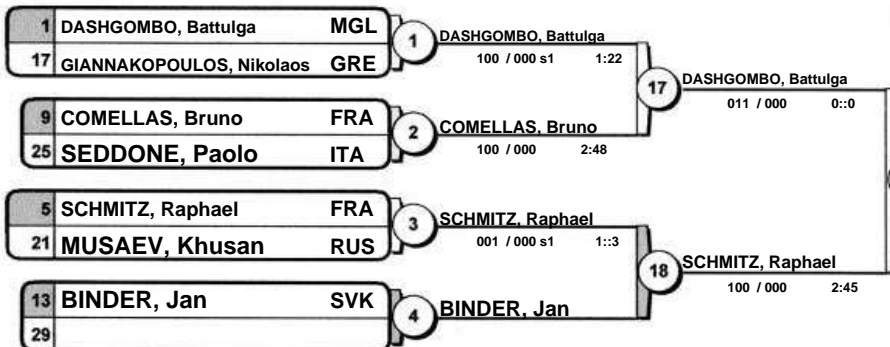 1 DASHGOMBO, Battulga MGL
17 GIANNAKOPOULOS, Nikolaos GRE
1
DASHGOMBO, Battulga
100 / 000 s1 1:22
9 COMELLAS, Bruno FRA
25 SEDDONE, Paolo ITA
2
COMELLAS, Bruno
100 / 000 2:48
17
DASHGOMBO, Battulga
011 / 000 0::0
5 SCHMITZ, Raphael FRA
21 MUSAEV, Khusan RUS
3
SCHMITZ, Raphael
001 / 000 s1 1::3
13 BINDER, Jan SVK
29
4
BINDER, Jan
18
SCHMITZ, Raphael
100 / 000 2:45